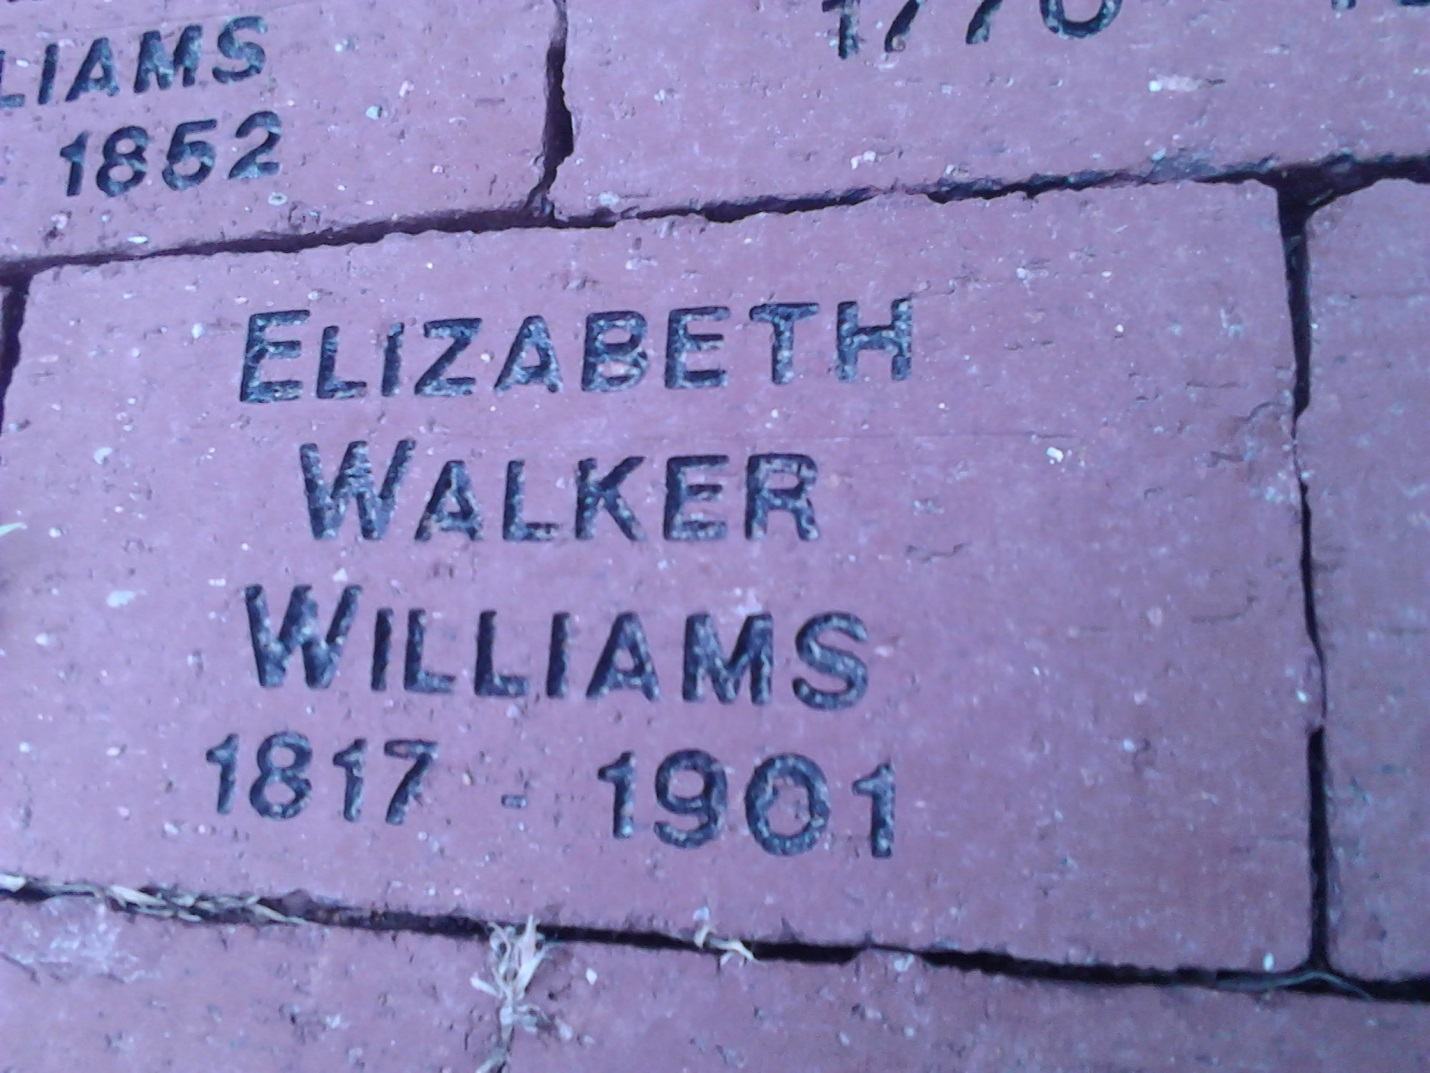 LIAMS
1852
ELIZABETH
WALKER
WILLIAMS
1817 - 1901